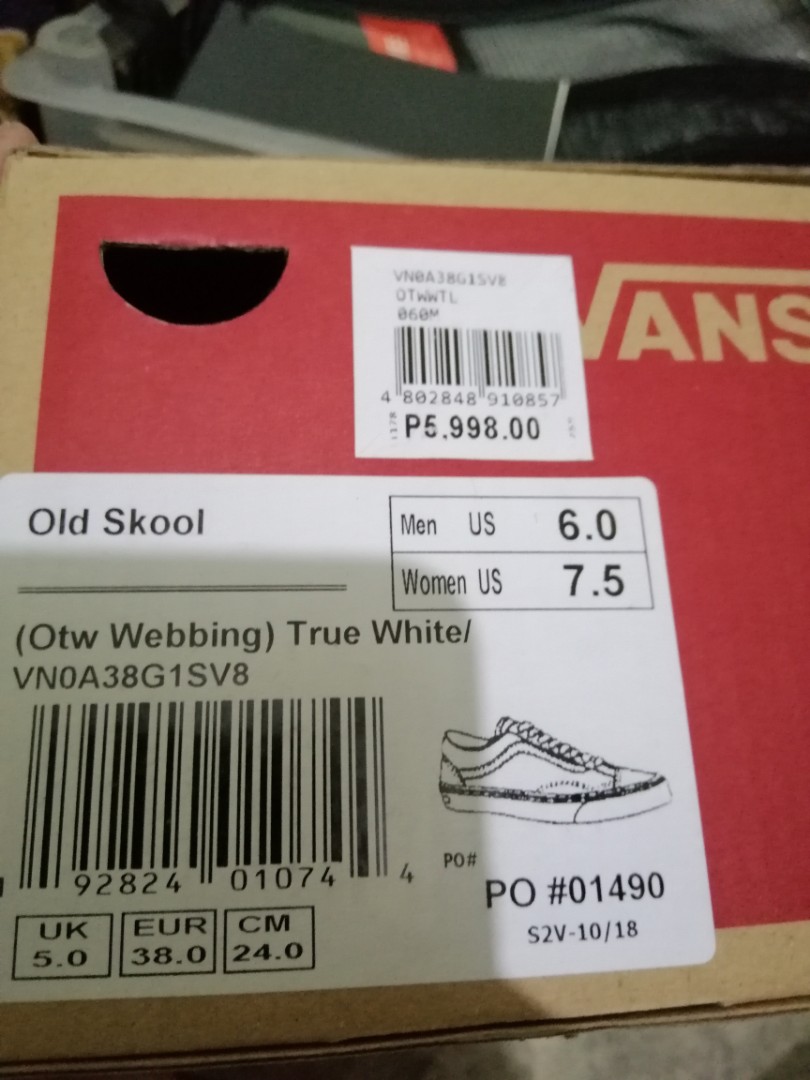 VANS
VN0A38G1SV8
OTWWTL
060M
4 802848 910857
P5,998.00
Old Skool
Men US 6.0
Women US 7.5
(Otw Webbing) True White/
VN0A38G1SV8
92824 01074 4
PO#
PO #01490
S2V-10/18
UK EUR CM
5.0 38.0 24.0